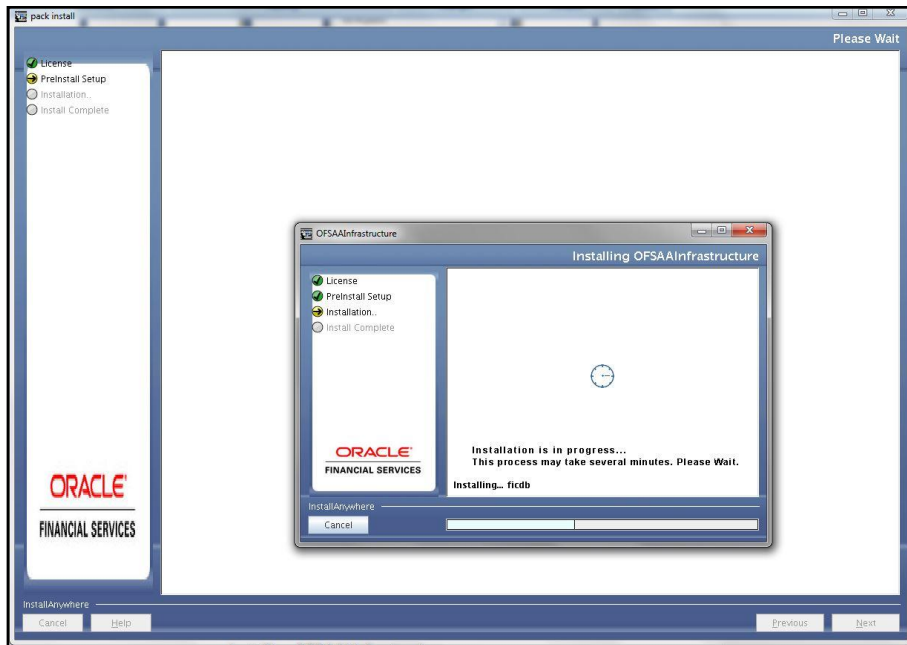 pack install
Please Wait
License
PreInstall Setup
Installation..
Install Complete
OFSAAInfrastructure
Installing OFSAAInfrastructure
License
PreInstall Setup
Installation..
Install Complete
ORACLE
FINANCIAL SERVICES
Installation is in progress...
This process may take several minutes. Please Wait.
Installing... ficdb
InstallAnywhere
Cancel
ORACLE
FINANCIAL SERVICES
InstallAnywhere
Cancel
Help
Previous
Next